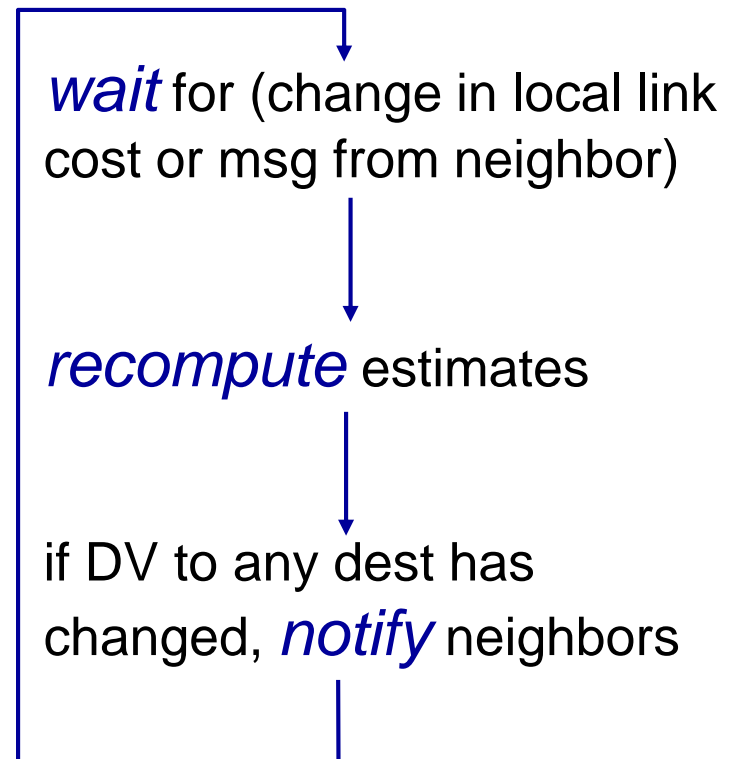 wait for (change in local link
cost or msg from neighbor)
recompute estimates
if DV to any dest has
changed, notify neighbors